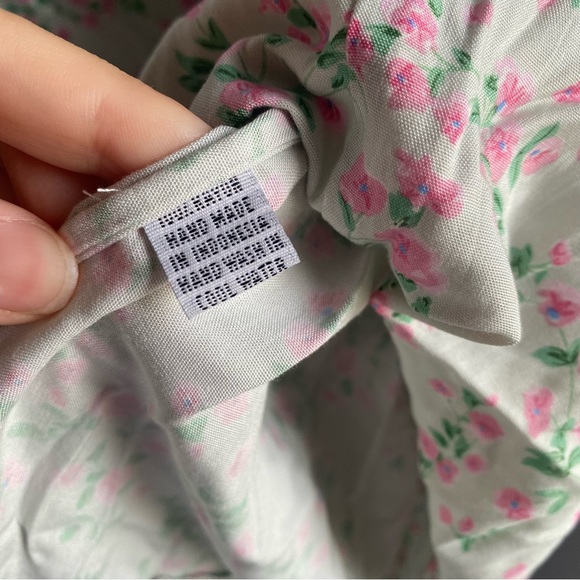 HAND MADE
IN INDONESIA
HAND WASH IN
COOL WATER